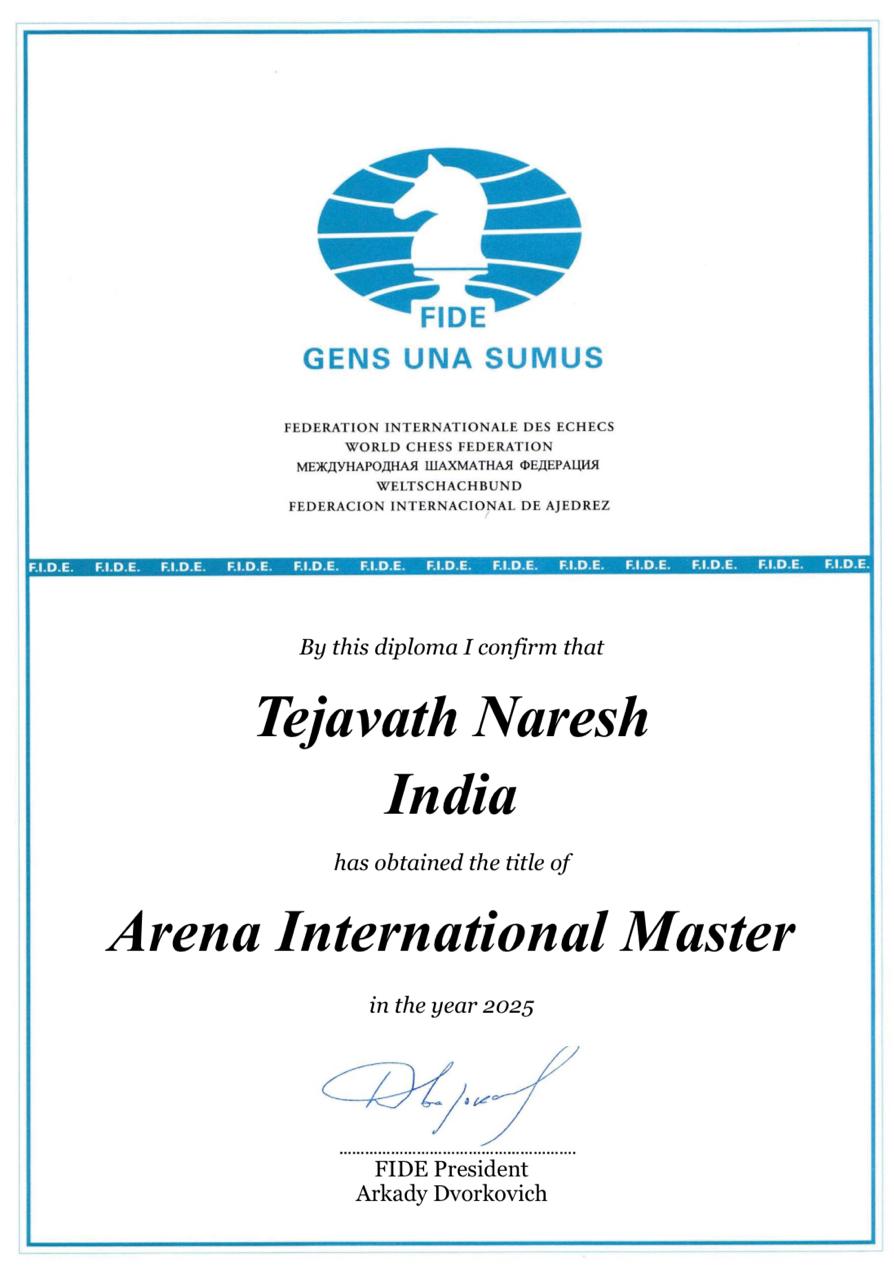 FIDE
GENS UNA SUMUS
FEDERATION INTERNATIONALE DES ECHECS
WORLD CHESS FEDERATION
МЕЖДУНАРОДНАЯ ШАХМАТНАЯ ФЕДЕРАЦИЯ
WELTSCHACHBUND
FEDERACION INTERNACIONAL DE AJEDREZ
F.I.D.E. F.I.D.E. F.I.D.E. F.I.D.E. F.I.D.E. F.I.D.E. F.I.D.E. F.I.D.E. F.I.D.E. F.I.D.E. F.I.D.E. F.I.D.E. F.I.D.E.
By this diploma I confirm that
Tejavath Naresh
India
has obtained the title of
Arena International Master
in the year 2025
FIDE President
Arkady Dvorkovich